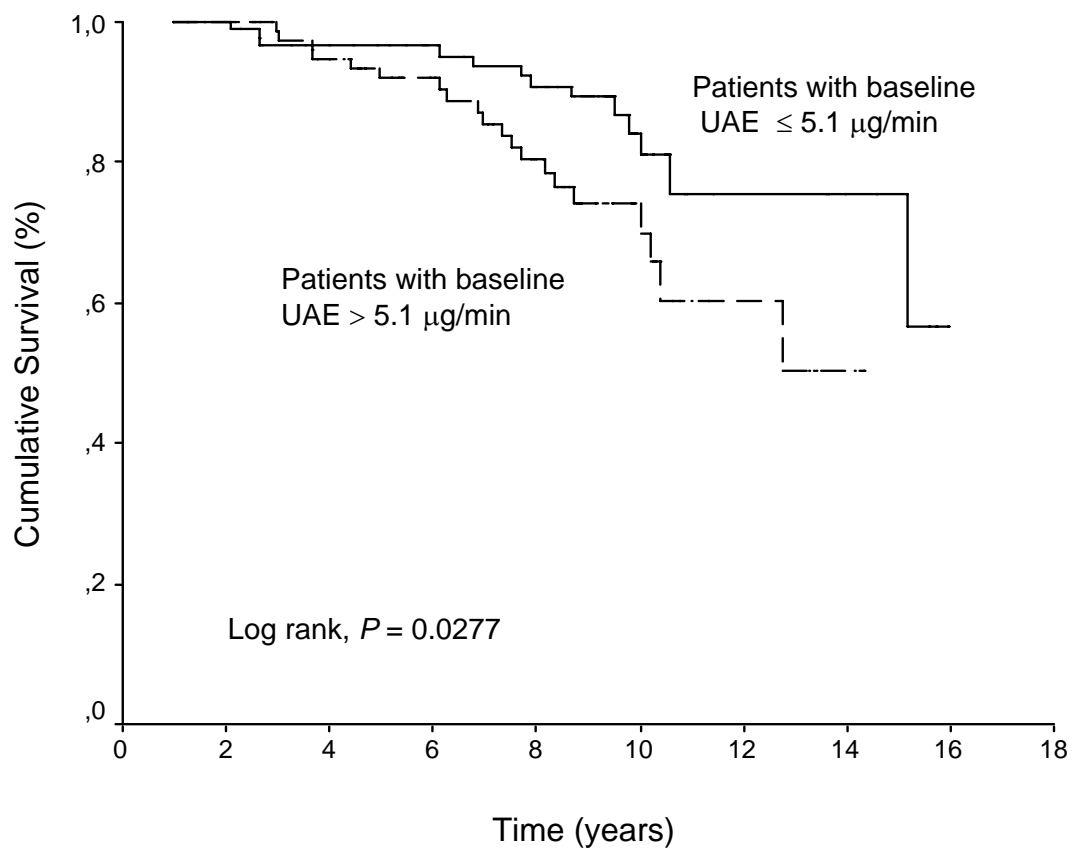 1,0
,8
,6
,4
,2
,0
Cumulative Survival (%)
Patients with baseline
UAE ≤ 5.1 μg/min
Patients with baseline
UAE > 5.1 μg/min
Log rank, P = 0.0277
0 2 4 6 8 10 12 14 16 18
Time (years)